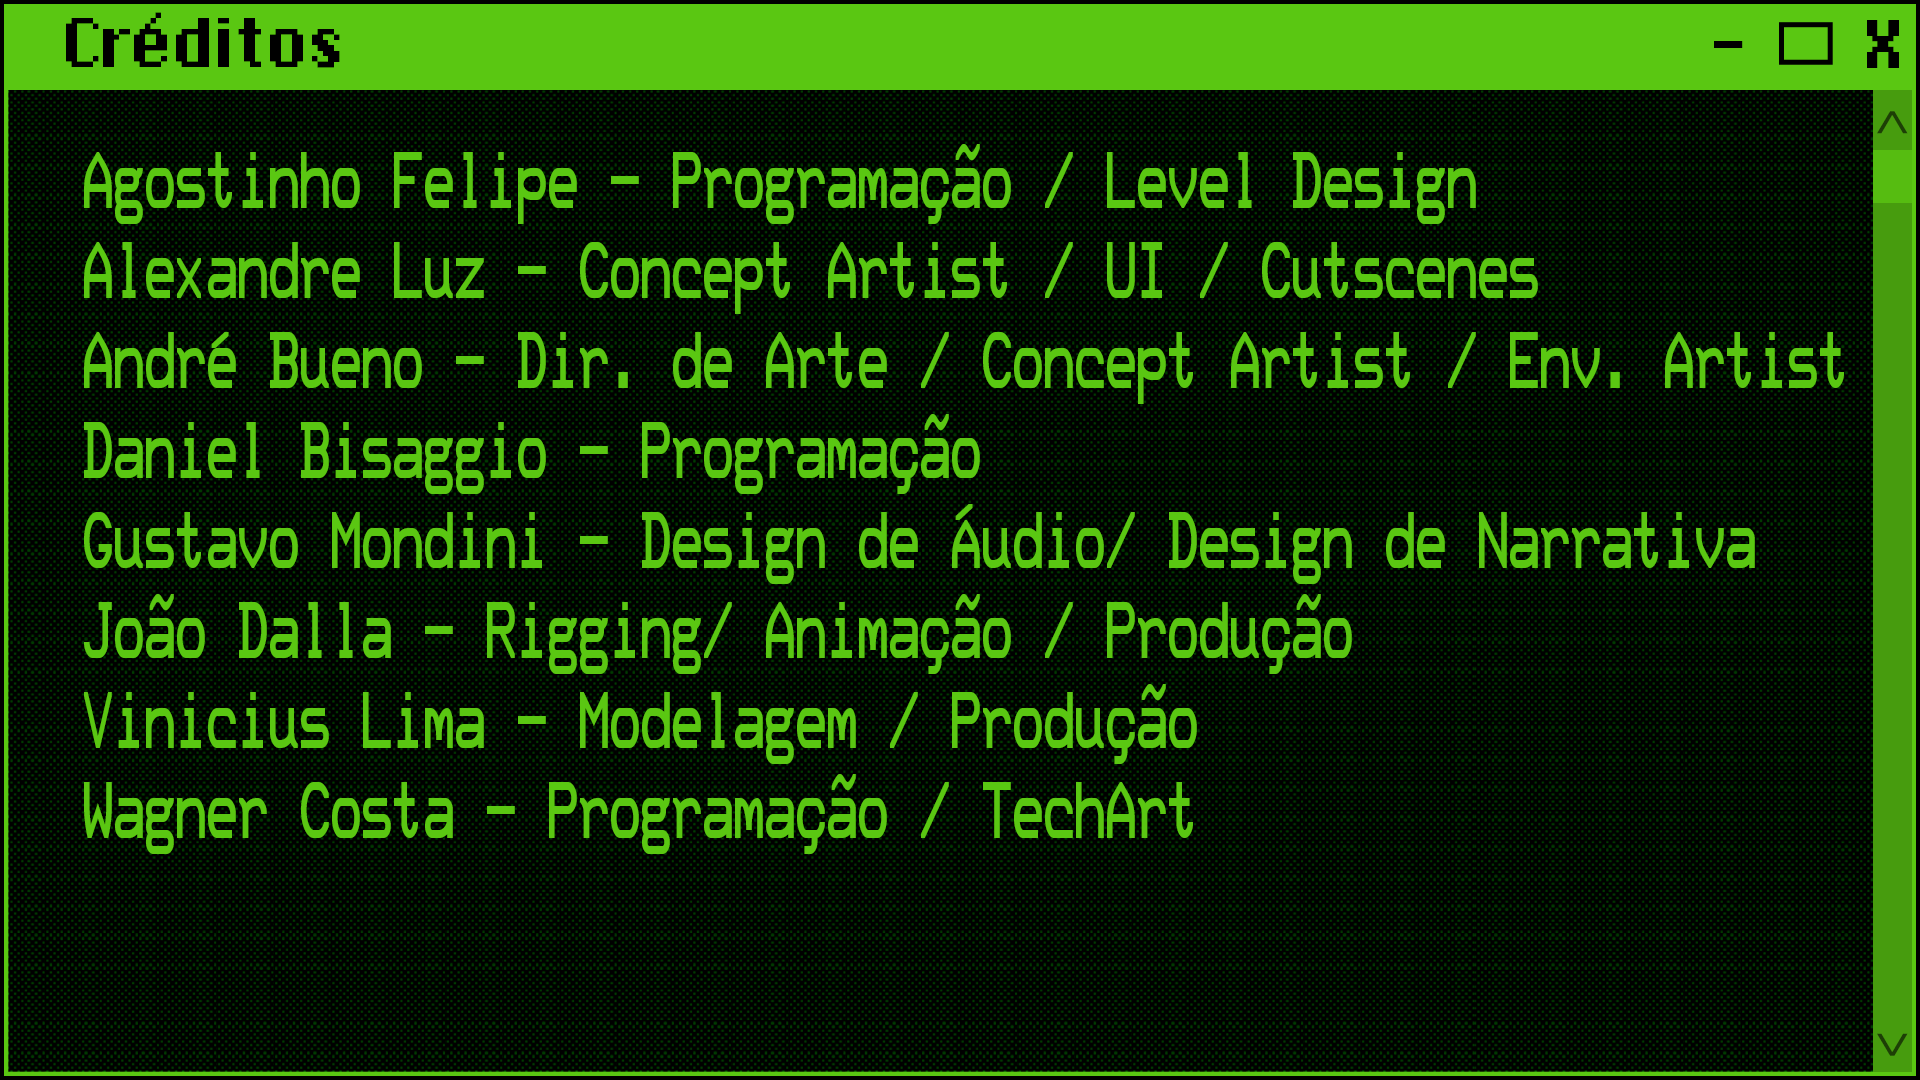 Créditos
Agostinho Felipe - Programação / Level Design
Alexandre Luz - Concept Artist / UI / Cutscenes
André Bueno - Dir. de Arte / Concept Artist / Env. Artist
Daniel Bisaggio - Programação
Gustavo Mondini - Design de Áudio/ Design de Narrativa
João Dalla - Rigging/ Animação / Produção
Vinicius Lima - Modelagem / Produção
Wagner Costa - Programação / TechArt